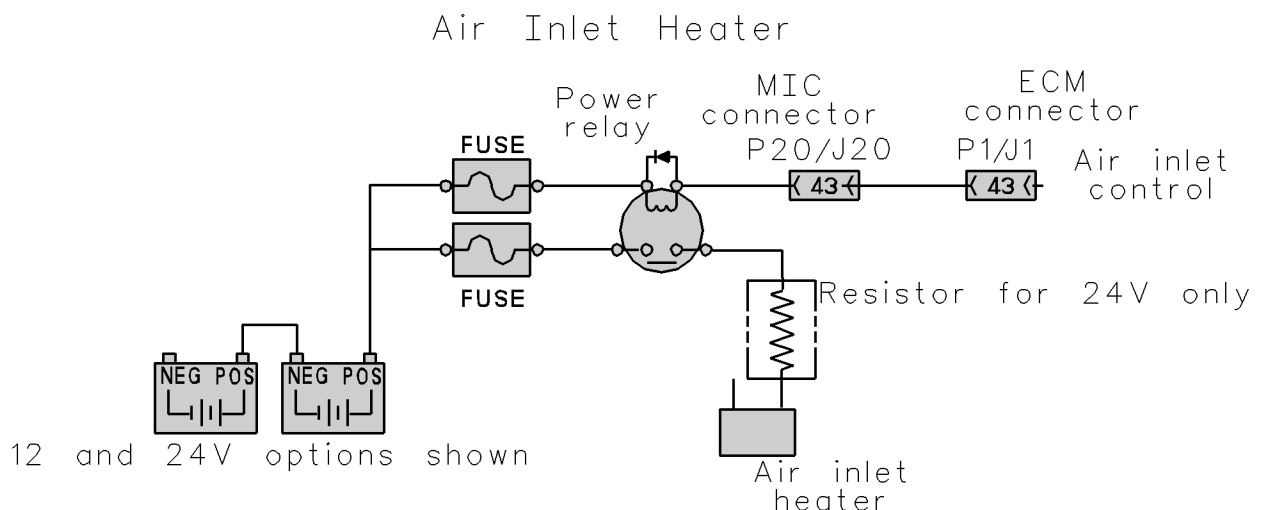 Air Inlet Heater
Power
relay
MIC
connector
P20/J20
ECM
connector
P1/J1
Air inlet
control
FUSE
43
43
FUSE
Resistor for 24V only
NEG POS
NEG POS
12 and 24V options shown
Air inlet
heater